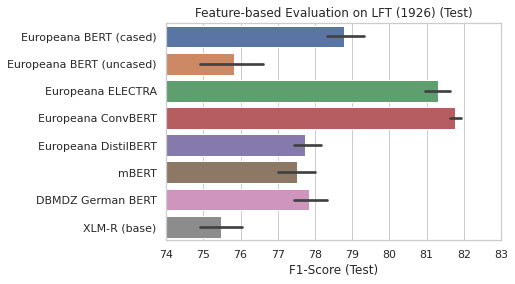 Feature-based Evaluation on LFT (1926) (Test)
Europeana BERT (cased)
Europeana BERT (uncased)
Europeana ELECTRA
Europeana ConvBERT
Europeana DistilBERT
mBERT
DBMDZ German BERT
XLM-R (base)
74 75 76 77 78 79 80 81 82 83
F1-Score (Test)